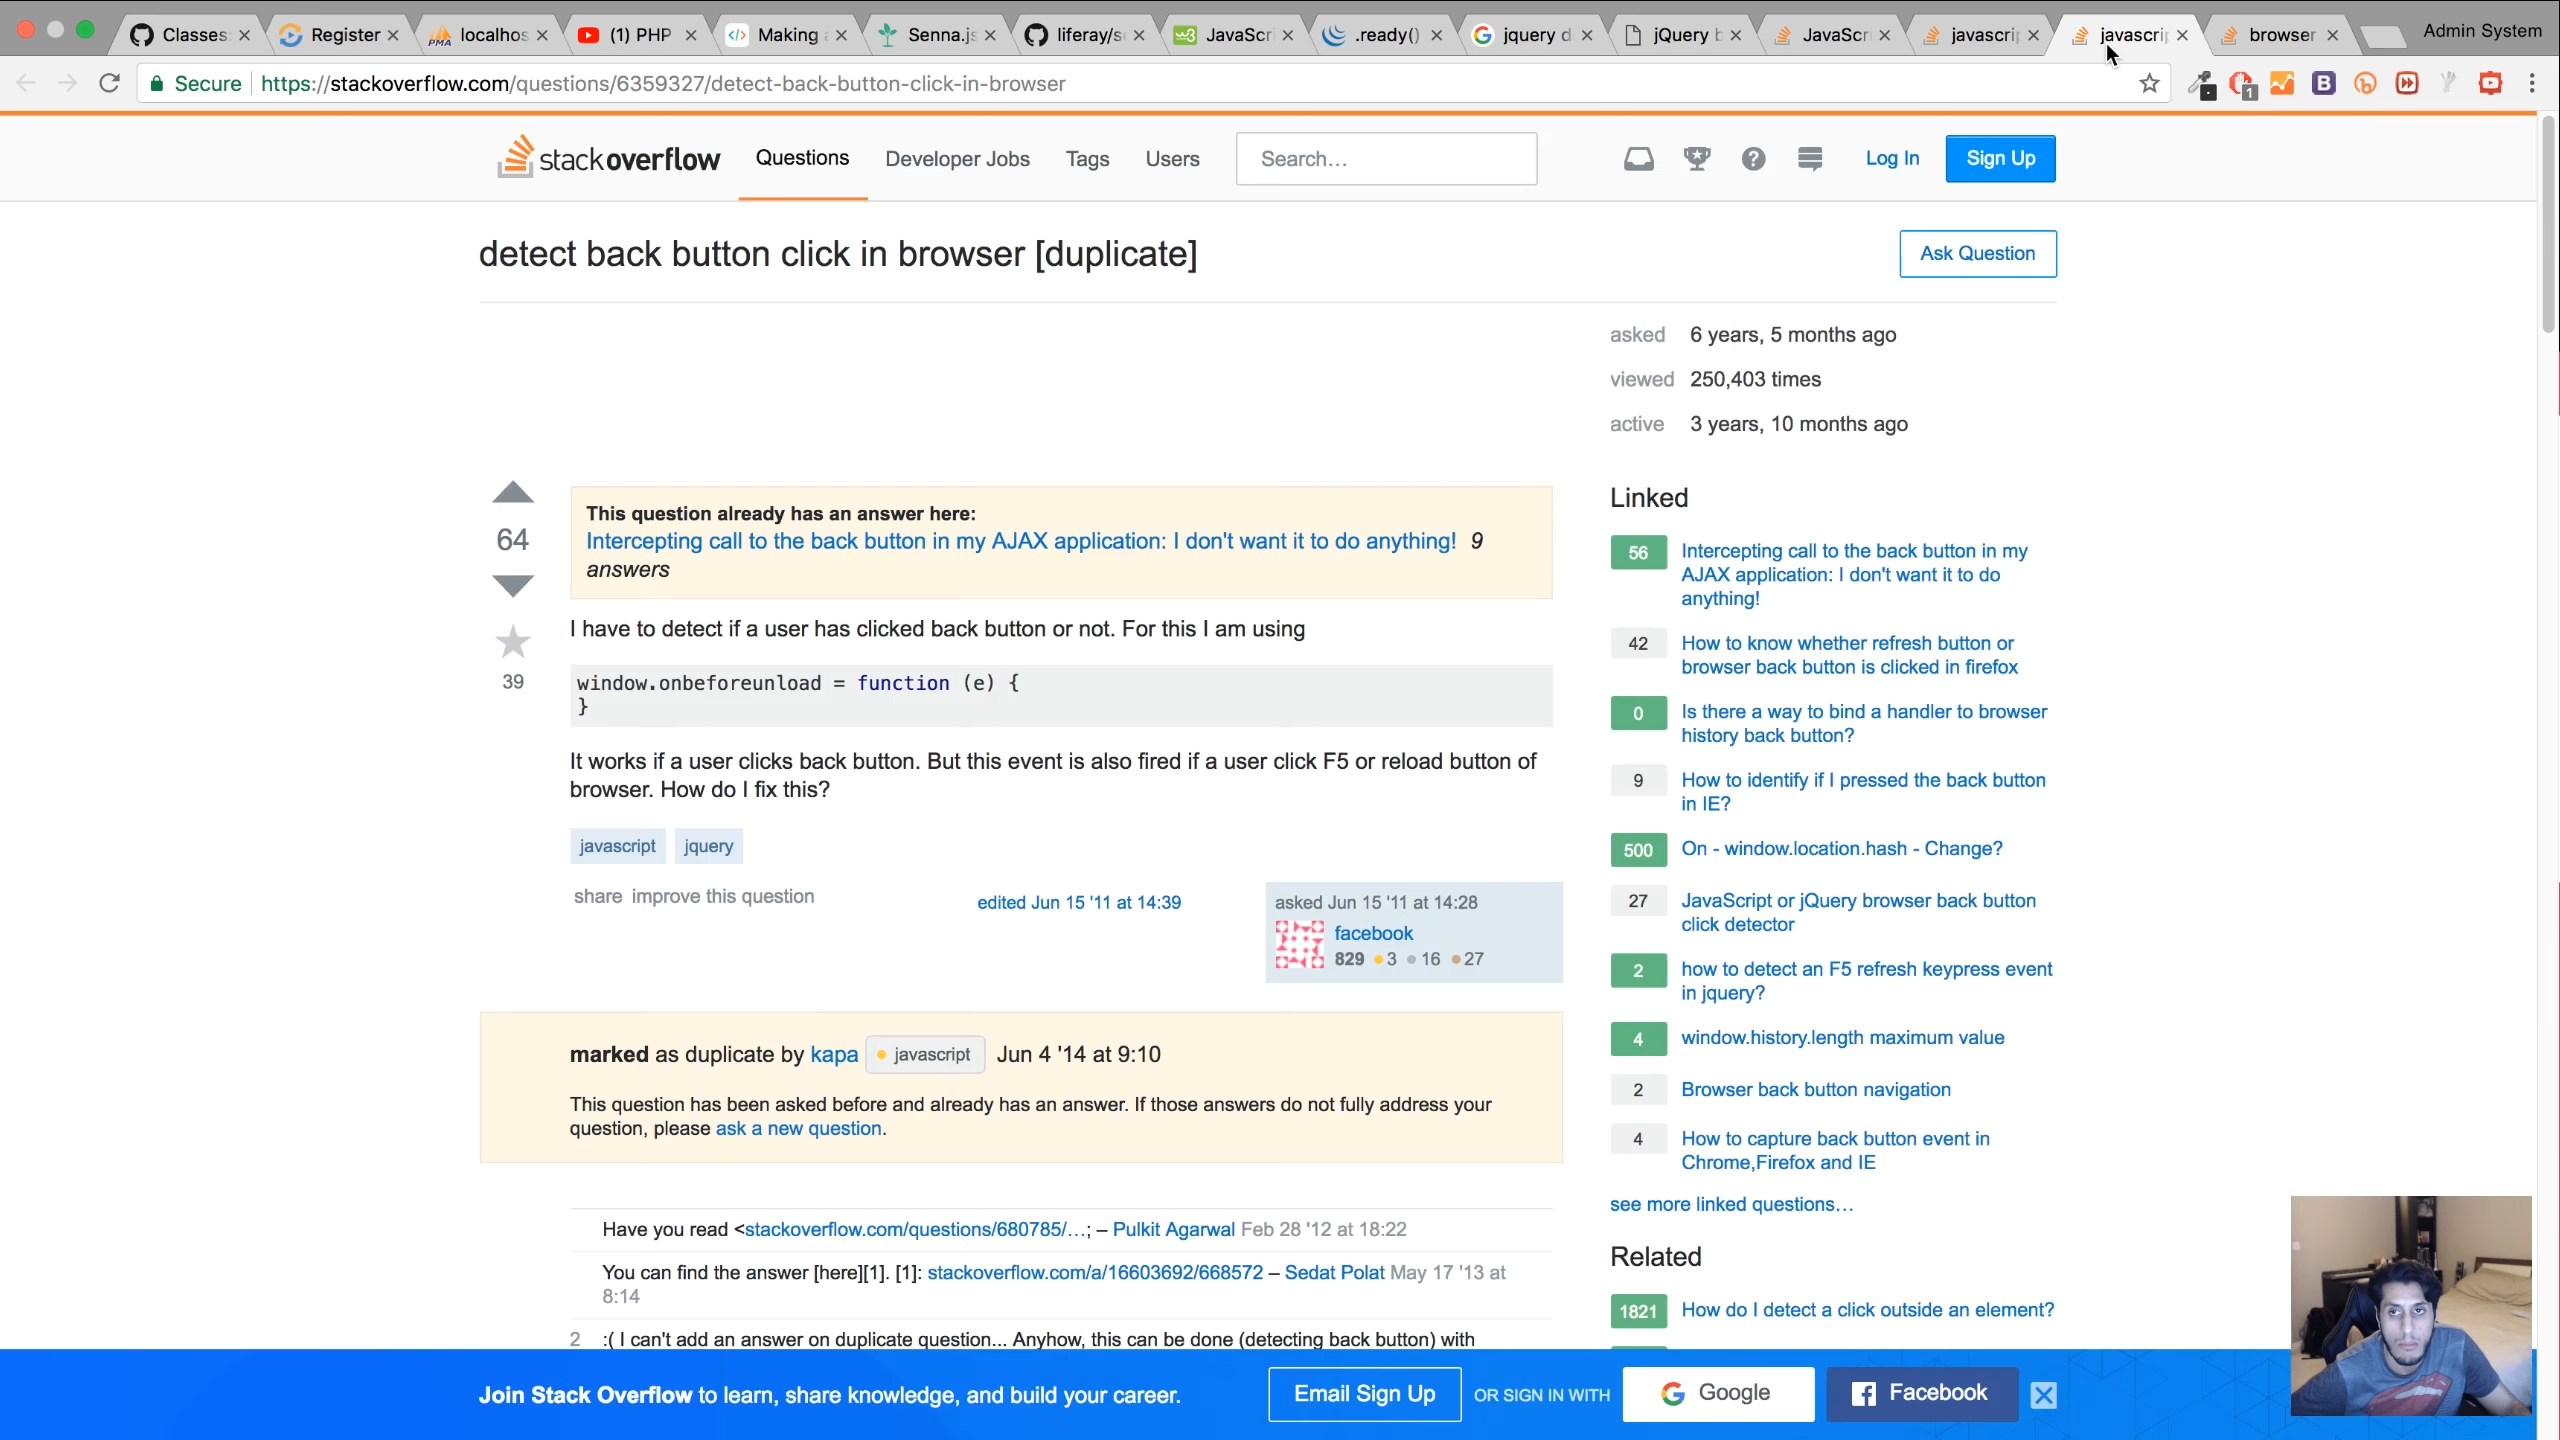 Classes:
Register
localhos
(1) PHP
Making a
Senna.js
liferay/se
JavaScri
.ready()
jquery d
jQuery b
JavaScri
javascrip
javascrip
browser
Admin System
Secure
https://stackoverflow.com/questions/6359327/detect-back-button-click-in-browser
1
stackoverflow
Questions
Developer Jobs
Tags
Users
Search…
Log In
Sign Up
detect back button click in browser [duplicate]
Ask Question
asked 6 years, 5 months ago
viewed 250,403 times
active 3 years, 10 months ago
64
39
This question already has an answer here:
Intercepting call to the back button in my AJAX application: I don't want it to do anything! 9
answers
I have to detect if a user has clicked back button or not. For this I am using
window.onbeforeunload = function (e) {
}
It works if a user clicks back button. But this event is also fired if a user click F5 or reload button of
browser. How do I fix this?
javascript jquery
share improve this question
edited Jun 15 '11 at 14:39
asked Jun 15 '11 at 14:28
facebook
829 3 16 27
marked as duplicate by kapa javascript Jun 4 '14 at 9:10
This question has been asked before and already has an answer. If those answers do not fully address your
question, please ask a new question.
Have you read <stackoverflow.com/questions/680785/…; – Pulkit Agarwal Feb 28 '12 at 18:22
You can find the answer [here][1]. [1]: stackoverflow.com/a/16603692/668572 – Sedat Polat May 17 '13 at
8:14
2 :( I can't add an answer on duplicate question... Anyhow, this can be done (detecting back button) with
Linked
56 Intercepting call to the back button in my
AJAX application: I don't want it to do
anything!
42 How to know whether refresh button or
browser back button is clicked in firefox
0 Is there a way to bind a handler to browser
history back button?
9 How to identify if I pressed the back button
in IE?
500 On - window.location.hash - Change?
27 JavaScript or jQuery browser back button
click detector
2 how to detect an F5 refresh keypress event
in jquery?
4 window.history.length maximum value
2 Browser back button navigation
4 How to capture back button event in
Chrome,Firefox and IE
see more linked questions…
Related
1821 How do I detect a click outside an element?
Join Stack Overflow to learn, share knowledge, and build your career.
Email Sign Up
OR SIGN IN WITH
Google
Facebook